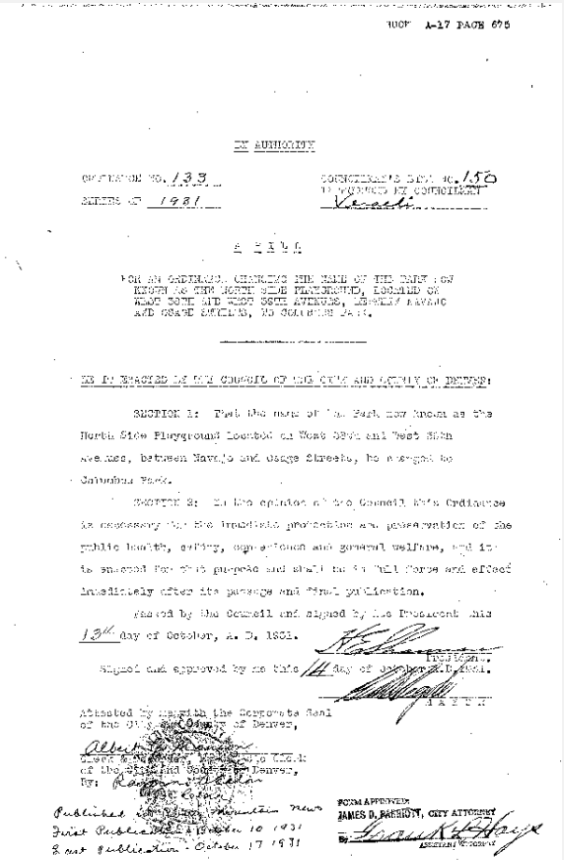 BOOK A-17 PAGE 675
BY AUTHORITY
ORDINANCE NO. 133
COUNCILMAN'S BILL NO. 150
SERIES OF 1931
INTRODUCED BY COUNCILMEN
Veraldi
A BILL
FOR AN ORDINANCE CHANGING THE NAME OF THE PARK NOW
KNOWN AS THE NORTH SIDE PLAYGROUND, LOCATED ON
WEST 38TH AND WEST 39TH AVENUES, BETWEEN NAVAJO
AND OSAGE STREETS, TO COLUMBUS PARK.
BE IT ENACTED BY THE COUNCIL OF THE CITY AND COUNTY OF DENVER:
SECTION 1: That the name of the Park now known as the
North Side Playground located on West 38th and West 39th
Avenues, between Navajo and Osage Streets, be changed to
Columbus Park.
SECTION 2: In the opinion of the Council this Ordinance
is necessary for the immediate protection and preservation of the
public health, safety, convenience and general welfare, and it
is enacted for that purpose and shall be in full force and effect
immediately after its passage and final publication.
Passed by the Council and signed by its President this
13th day of October, A. D. 1931.
President.
Signed and approved by me this 14 day of October A.D. 1931.
MAYOR
Attested by me with the Corporate Seal
of the City and County of Denver,
Clerk
of the City and County of Denver,
By:
Published in Rocky Mountain News
First Publication - October 10 1931
Last publication - October 17 1931
FORM APPROVED:
JAMES D. PARRIOTT, CITY ATTORNEY
By Frank L Hays
ASSISTANT ATTORNEY